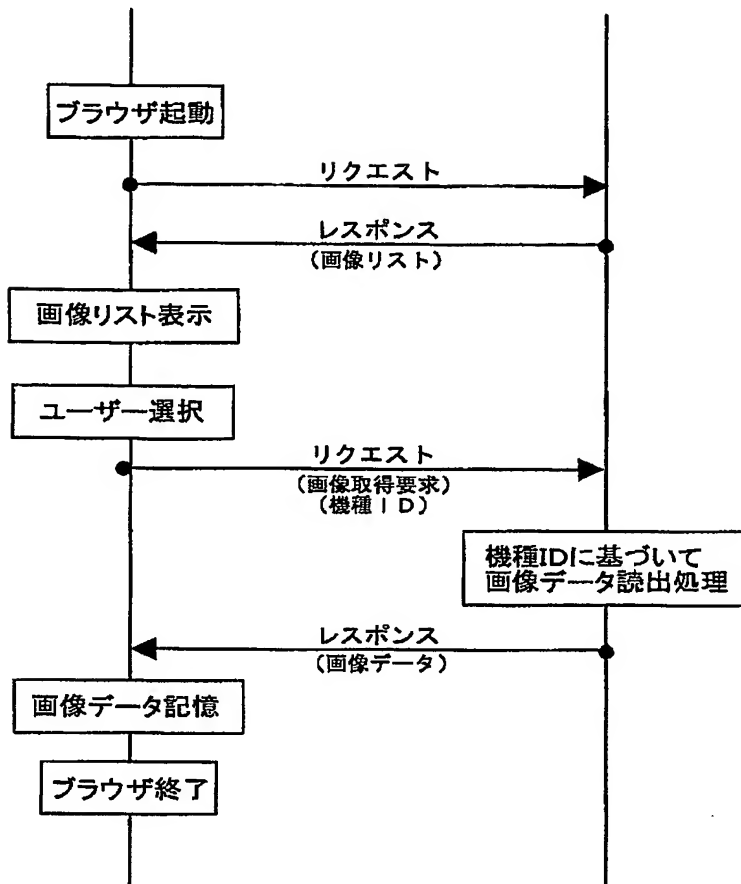 ブラウザ起動
リクエスト
レスポンス
(画像リスト)
画像リスト表示
ユーザー選択
リクエスト
(画像取得要求)
(機種ID)
機種IDに基づいて
画像データ読出処理
レスポンス
(画像データ)
画像データ記憶
ブラウザ終了